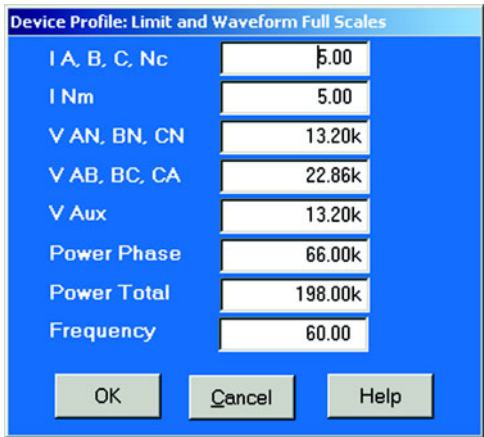 Device Profile: Limit and Waveform Full Scales
I A, B, C, Nc 5.00
I Nm 5.00
V AN, BN, CN 13.20k
V AB, BC, CA 22.86k
V Aux 13.20k
Power Phase 66.00k
Power Total 198.00k
Frequency 60.00
OK Cancel Help